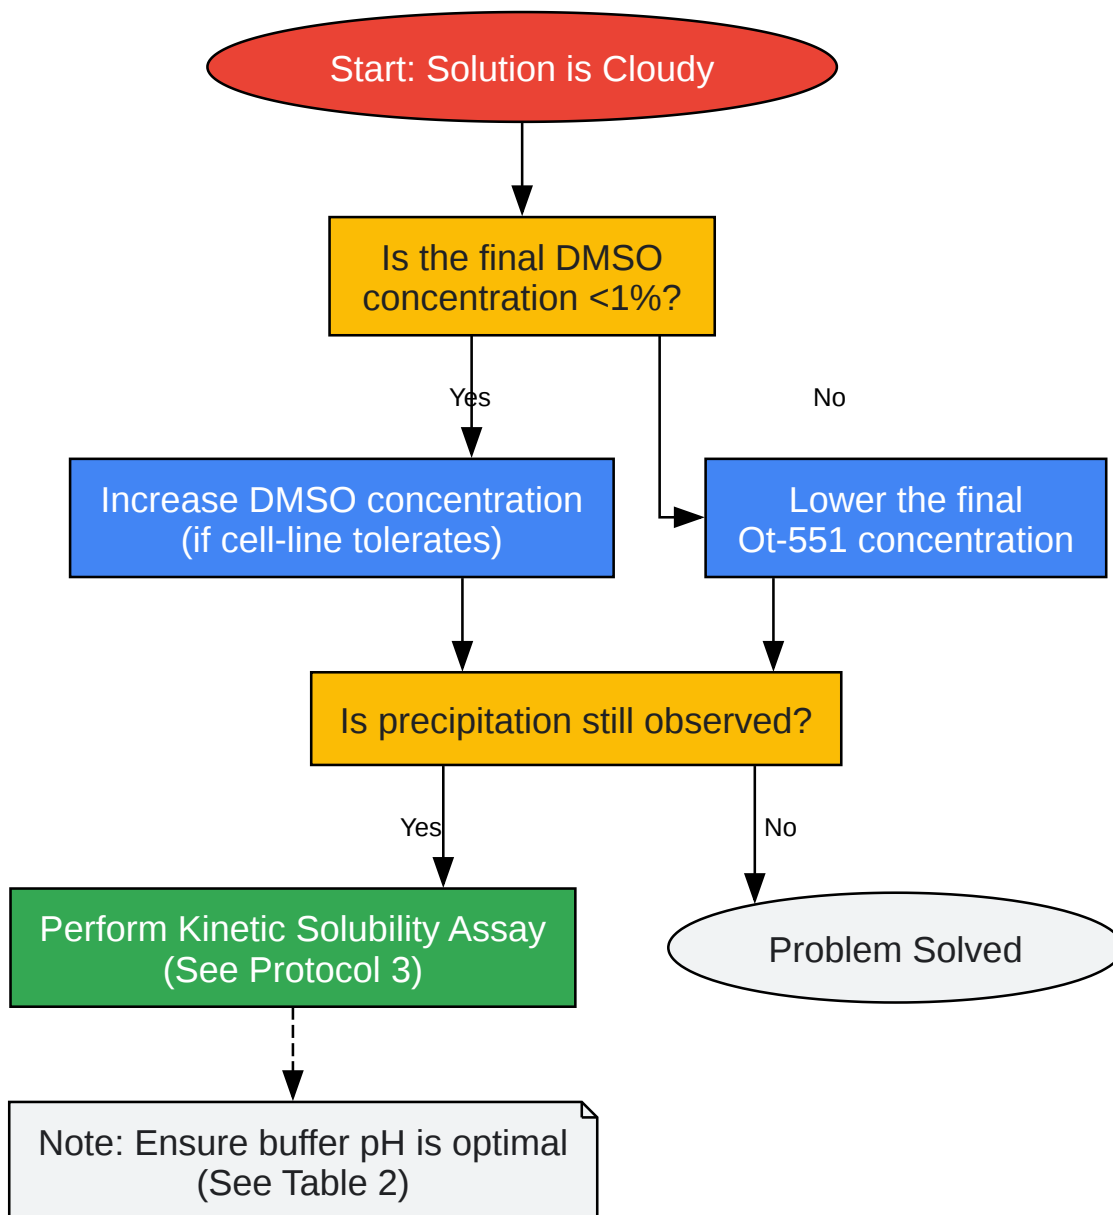 Start: Solution is Cloudy
Is the final DMSO
concentration <1%?
Yes
No
Increase DMSO concentration
(if cell-line tolerates)
Lower the final
Ot-551 concentration
Is precipitation still observed?
Yes
No
Perform Kinetic Solubility Assay
(See Protocol 3)
Problem Solved
Note: Ensure buffer pH is optimal
(See Table 2)